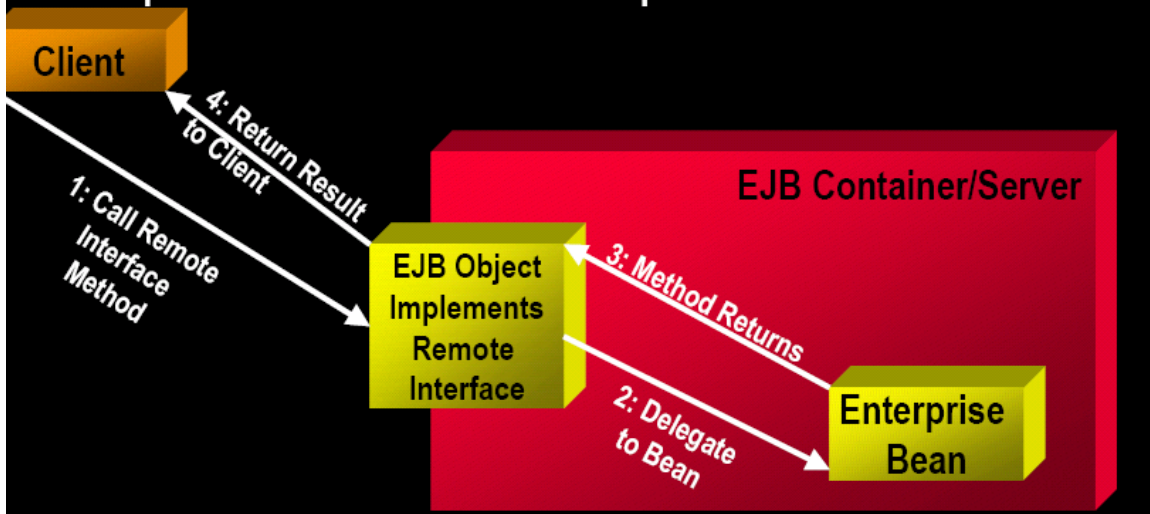 Client
4: Return Result
to Client
1: Call Remote
Interface
Method
EJB Container/Server
EJB Object
Implements
Remote
Interface
3: Method Returns
2: Delegate
to Bean
Enterprise
Bean